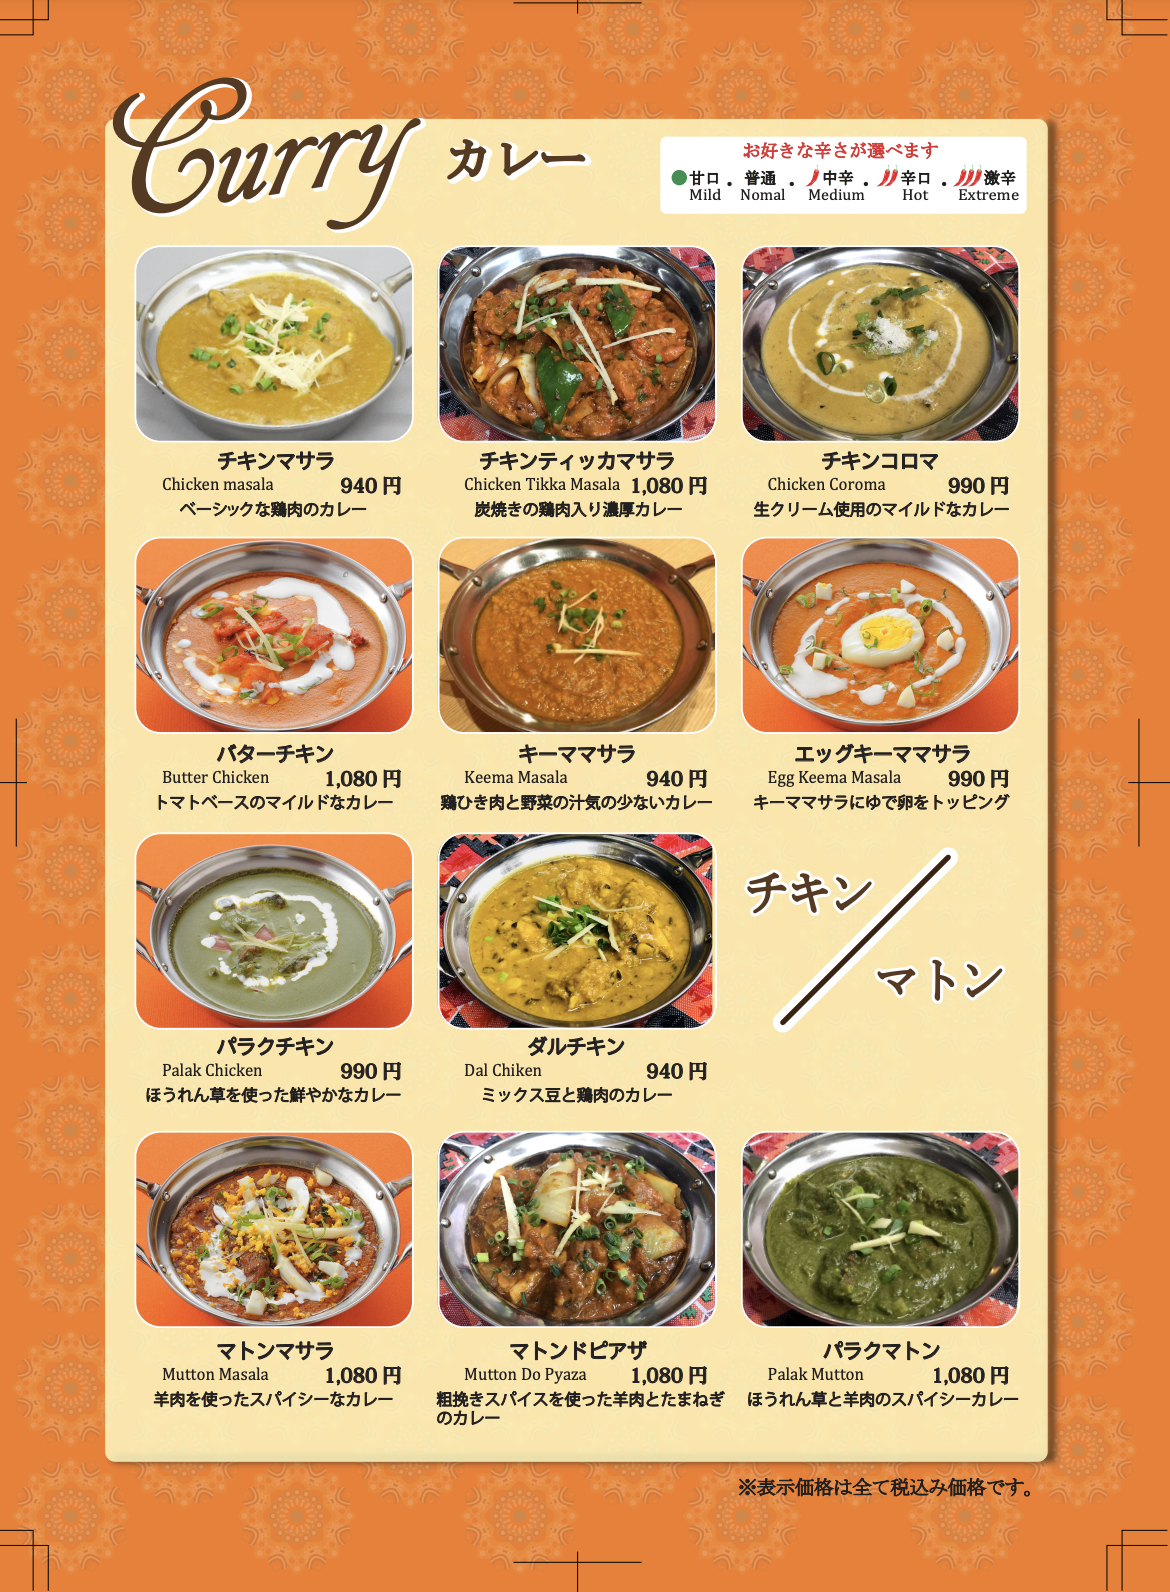 Curry カレー
お好きな辛さが選べます
甘口 . 普通 . 中辛 . 辛口 . 激辛
Mild Nomal Medium Hot Extreme
チキンマサラ
Chicken masala 940 円
ベーシックな鶏肉のカレー
チキンティッカマサラ
Chicken Tikka Masala 1,080 円
炭焼きの鶏肉入り濃厚カレー
チキンコロマ
Chicken Coroma 990 円
生クリーム使用のマイルドなカレー
バターチキン
Butter Chicken 1,080 円
トマトベースのマイルドなカレー
キーママサラ
Keema Masala 940 円
鶏ひき肉と野菜の汁気の少ないカレー
エッグキーママサラ
Egg Keema Masala 990 円
キーママサラにゆで卵をトッピング
パラクチキン
Palak Chicken 990 円
ほうれん草を使った鮮やかなカレー
ダルチキン
Dal Chiken 940 円
ミックス豆と鶏肉のカレー
チキン
マトン
マトンマサラ
Mutton Masala 1,080 円
羊肉を使ったスパイシーなカレー
マトンドピアザ
Mutton Do Pyaza 1,080 円
粗挽きスパイスを使った羊肉とたまねぎ
のカレー
パラクマトン
Palak Mutton 1,080 円
ほうれん草と羊肉のスパイシーカレー
※表示価格は全て税込み価格です。